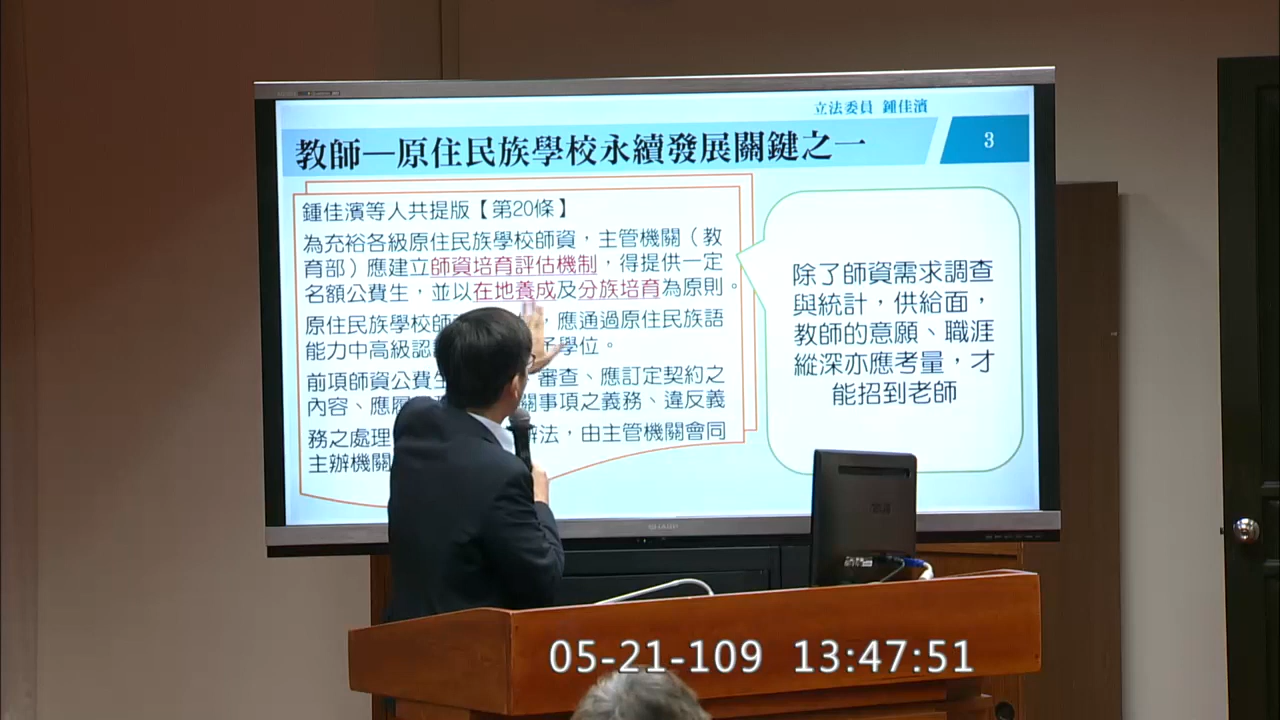 立法委員 鍾佳濱
教師—原住民族學校永續發展關鍵之一
3
鍾佳濱等人共提版【第20條】
為充裕各級原住民族學校師資，主管機關（教
育部）應建立師資培育評估機制，得提供一定
名額公費生，並以在地養成及分族培育為原則。
原住民族學校師 ，應通過原住民族語
能力中高級認 學位。
前項師資公費生 審查、應訂定契約之
內容、應履 關事項之義務、違反義
務之處理 辦法，由主管機關會同
主辦機關
除了師資需求調查
與統計，供給面，
教師的意願、職涯
縱深亦應考量，才
能招到老師
SHARP
05-21-109 13:47:51